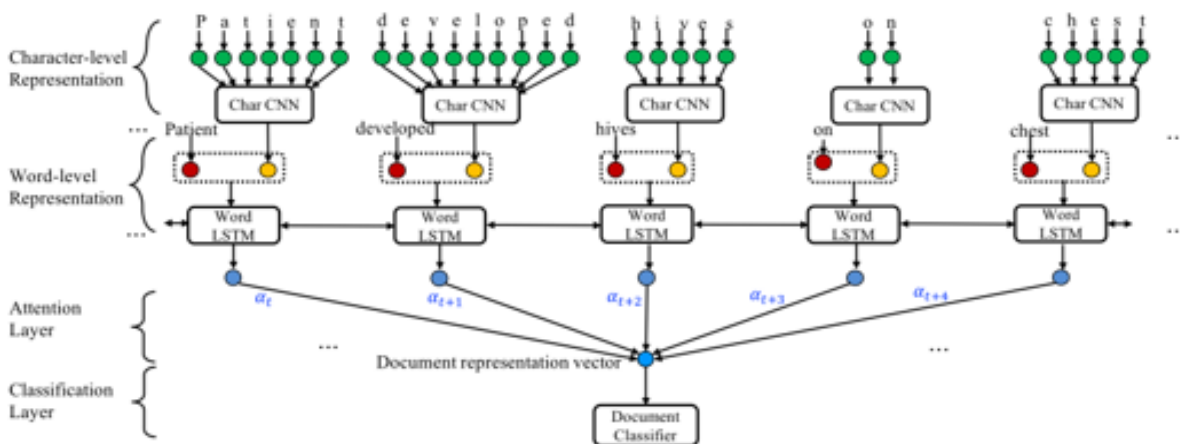 P a t i e n t d e v e l o p e d h i v e s o n c h e s t
Character-level
Representation
Char CNN Char CNN Char CNN Char CNN Char CNN
... Patient developed hives on chest ..
Word-level
Representation
Word
LSTM
Word
LSTM
Word
LSTM
Word
LSTM
Word
LSTM
... ..
αt αt+1 αt+2 αt+3 αt+4
Attention
Layer
... ...
Document representation vector
Classification
Layer
Document
Classifier